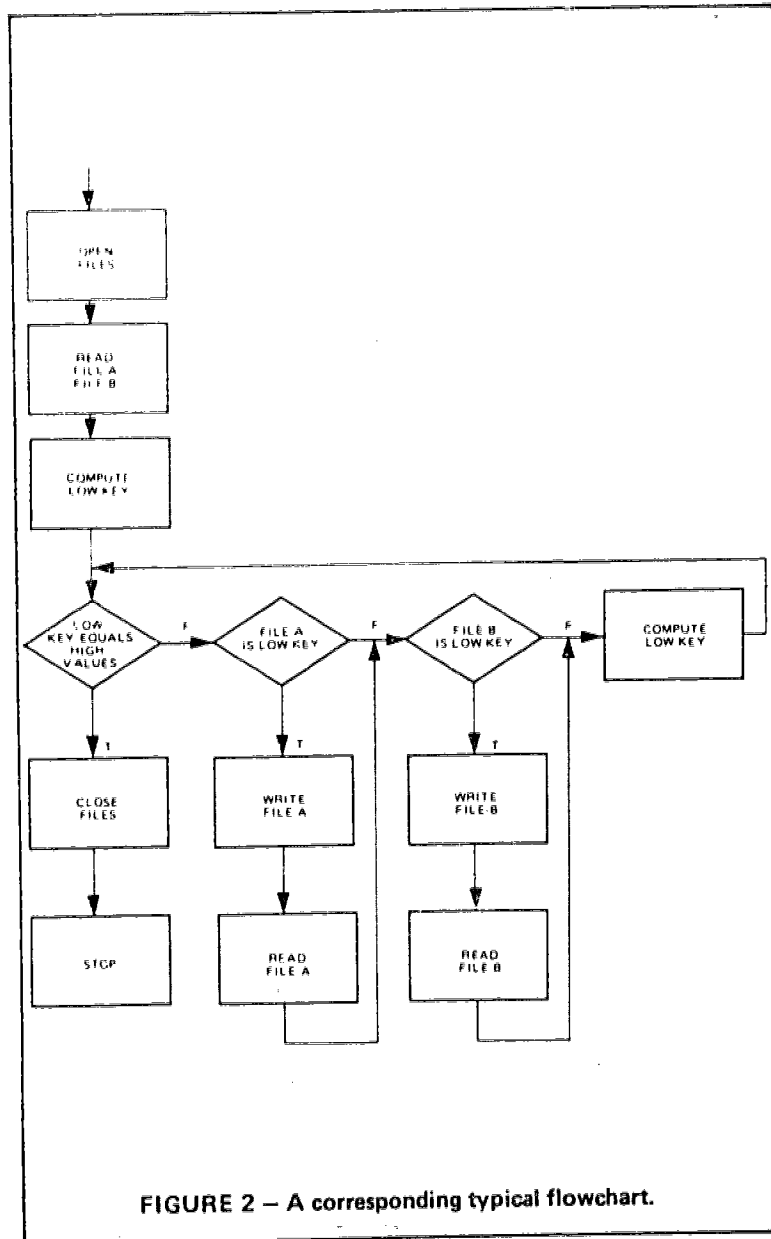 OPEN
FILES
READ
FILE A
FILE B
COMPUTE
LOW KEY
LOW
KEY EQUALS
HIGH
VALUES
F
FILE A
IS LOW KEY
F
FILE B
IS LOW KEY
F
COMPUTE
LOW KEY
T
T
T
CLOSE
FILES
WRITE
FILE A
WRITE
FILE-B
STOP
READ
FILE A
READ
FILE B
FIGURE 2 – A corresponding typical flowchart.